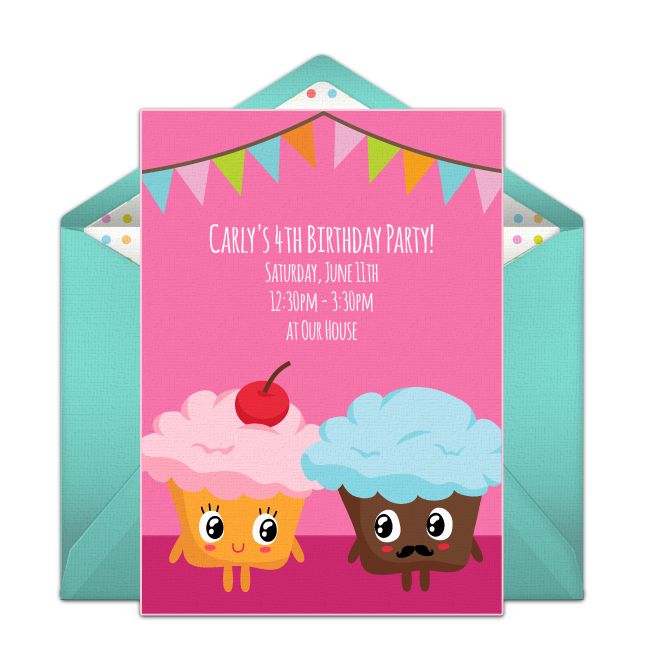 Carly's 4th Birthday Party!
Saturday, June 11th
12:30pm - 3:30pm
at Our House